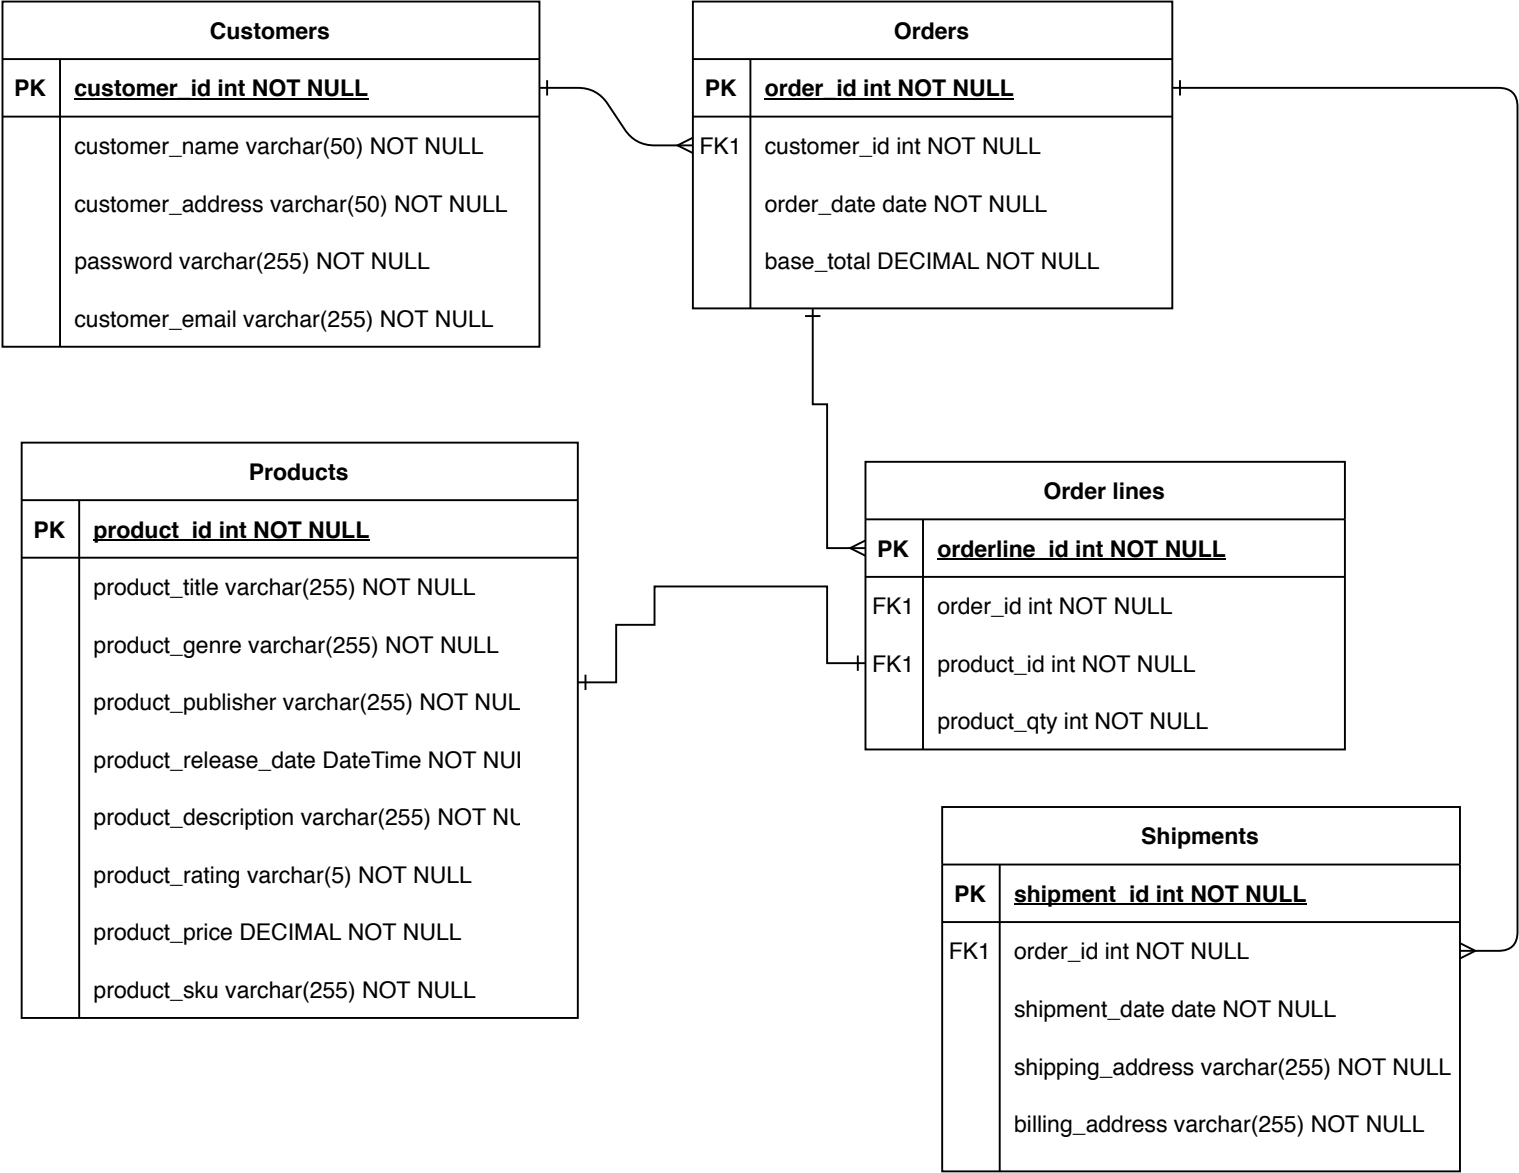 Customers
PK customer_id int NOT NULL
customer_name varchar(50) NOT NULL
customer_address varchar(50) NOT NULL
password varchar(255) NOT NULL
customer_email varchar(255) NOT NULL
Orders
PK order_id int NOT NULL
FK1 customer_id int NOT NULL
order_date date NOT NULL
base_total DECIMAL NOT NULL
Products
PK product_id int NOT NULL
product_title varchar(255) NOT NULL
product_genre varchar(255) NOT NULL
product_publisher varchar(255) NOT NUL
product_release_date DateTime NOT NU
product_description varchar(255) NOT NU
product_rating varchar(5) NOT NULL
product_price DECIMAL NOT NULL
product_sku varchar(255) NOT NULL
Order lines
PK orderline_id int NOT NULL
FK1 order_id int NOT NULL
FK1 product_id int NOT NULL
product_qty int NOT NULL
Shipments
PK shipment_id int NOT NULL
FK1 order_id int NOT NULL
shipment_date date NOT NULL
shipping_address varchar(255) NOT NULL
billing_address varchar(255) NOT NULL